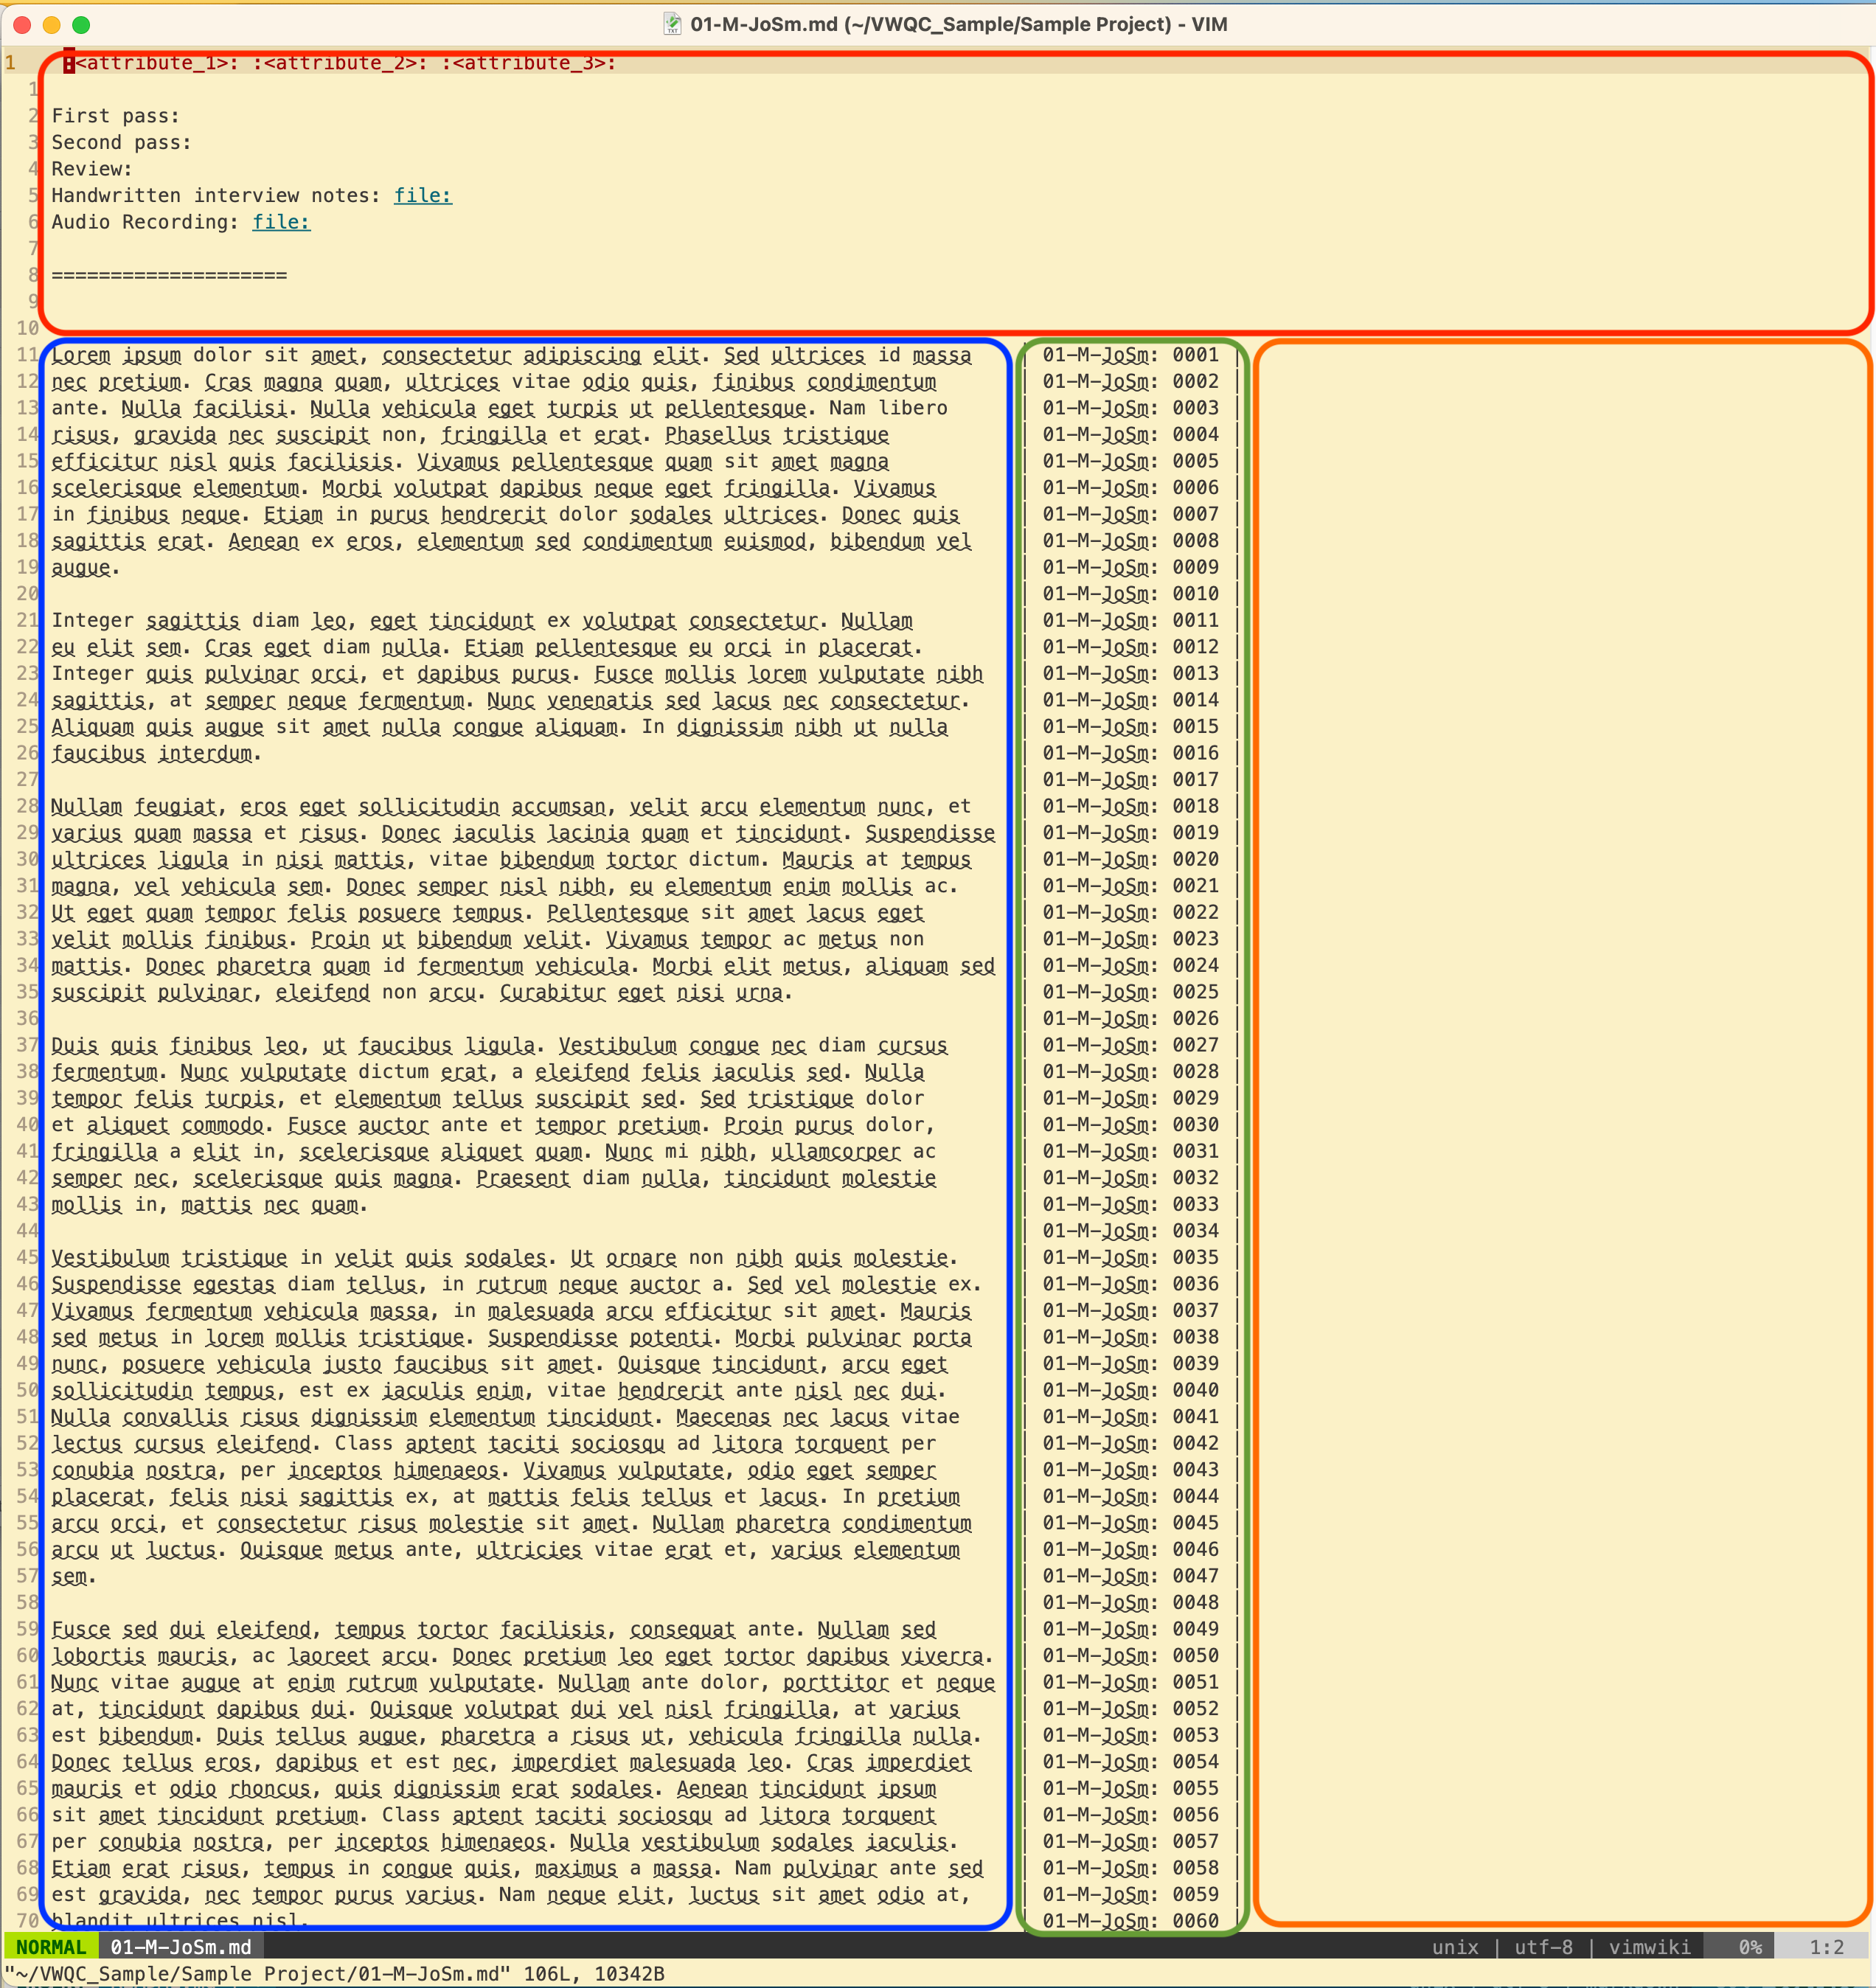 01-M-JoSm.md (~/VWQC_Sample/Sample Project) - VIM
1 :<attribute_1>: :<attribute_2>: :<attribute_3>:
1
2 First pass:
3 Second pass:
4 Review:
5 Handwritten interview notes: file:
6 Audio Recording: file:
7
8 ====================
9
10
11 Lorem ipsum dolor sit amet, consectetur adipiscing elit. Sed ultrices id massa | 01-M-JoSm: 0001 |
12 nec pretium. Cras magna quam, ultrices vitae odio quis, finibus condimentum | 01-M-JoSm: 0002 |
13 ante. Nulla facilisi. Nulla vehicula eget turpis ut pellentesque. Nam libero | 01-M-JoSm: 0003 |
14 risus, gravida nec suscipit non, fringilla et erat. Phasellus tristique | 01-M-JoSm: 0004 |
15 efficitur nisl quis facilisis. Vivamus pellentesque quam sit amet magna | 01-M-JoSm: 0005 |
16 scelerisque elementum. Morbi volutpat dapibus neque eget fringilla. Vivamus | 01-M-JoSm: 0006 |
17 in finibus neque. Etiam in purus hendrerit dolor sodales ultrices. Donec quis | 01-M-JoSm: 0007 |
18 sagittis erat. Aenean ex eros, elementum sed condimentum euismod, bibendum vel | 01-M-JoSm: 0008 |
19 augue. | 01-M-JoSm: 0009 |
20 | 01-M-JoSm: 0010 |
21 Integer sagittis diam leo, eget tincidunt ex volutpat consectetur. Nullam | 01-M-JoSm: 0011 |
22 eu elit sem. Cras eget diam nulla. Etiam pellentesque eu orci in placerat. | 01-M-JoSm: 0012 |
23 Integer quis pulvinar orci, et dapibus purus. Fusce mollis lorem vulputate nibh | 01-M-JoSm: 0013 |
24 sagittis, at semper neque fermentum. Nunc venenatis sed lacus nec consectetur. | 01-M-JoSm: 0014 |
25 Aliquam quis augue sit amet nulla congue aliquam. In dignissim nibh ut nulla | 01-M-JoSm: 0015 |
26 faucibus interdum. | 01-M-JoSm: 0016 |
27 | 01-M-JoSm: 0017 |
28 Nullam feugiat, eros eget sollicitudin accumsan, velit arcu elementum nunc, et | 01-M-JoSm: 0018 |
29 varius quam massa et risus. Donec iaculis lacinia quam et tincidunt. Suspendisse | 01-M-JoSm: 0019 |
30 ultrices ligula in nisi mattis, vitae bibendum tortor dictum. Mauris at tempus | 01-M-JoSm: 0020 |
31 magna, vel vehicula sem. Donec semper nisl nibh, eu elementum enim mollis ac. | 01-M-JoSm: 0021 |
32 Ut eget quam tempor felis posuere tempus. Pellentesque sit amet lacus eget | 01-M-JoSm: 0022 |
33 velit mollis finibus. Proin ut bibendum velit. Vivamus tempor ac metus non | 01-M-JoSm: 0023 |
34 mattis. Donec pharetra quam id fermentum vehicula. Morbi elit metus, aliquam sed | 01-M-JoSm: 0024 |
35 suscipit pulvinar, eleifend non arcu. Curabitur eget nisi urna. | 01-M-JoSm: 0025 |
36 | 01-M-JoSm: 0026 |
37 Duis quis finibus leo, ut faucibus ligula. Vestibulum congue nec diam cursus | 01-M-JoSm: 0027 |
38 fermentum. Nunc vulputate dictum erat, a eleifend felis iaculis sed. Nulla | 01-M-JoSm: 0028 |
39 tempor felis turpis, et elementum tellus suscipit sed. Sed tristique dolor | 01-M-JoSm: 0029 |
40 et aliquet commodo. Fusce auctor ante et tempor pretium. Proin purus dolor, | 01-M-JoSm: 0030 |
41 fringilla a elit in, scelerisque aliquet quam. Nunc mi nibh, ullamcorper ac | 01-M-JoSm: 0031 |
42 semper nec, scelerisque quis magna. Praesent diam nulla, tincidunt molestie | 01-M-JoSm: 0032 |
43 mollis in, mattis nec quam. | 01-M-JoSm: 0033 |
44 | 01-M-JoSm: 0034 |
45 Vestibulum tristique in velit quis sodales. Ut ornare non nibh quis molestie. | 01-M-JoSm: 0035 |
46 Suspendisse egestas diam tellus, in rutrum neque auctor a. Sed vel molestie ex. | 01-M-JoSm: 0036 |
47 Vivamus fermentum vehicula massa, in malesuada arcu efficitur sit amet. Mauris | 01-M-JoSm: 0037 |
48 sed metus in lorem mollis tristique. Suspendisse potenti. Morbi pulvinar porta | 01-M-JoSm: 0038 |
49 nunc, posuere vehicula justo faucibus sit amet. Quisque tincidunt, arcu eget | 01-M-JoSm: 0039 |
50 sollicitudin tempus, est ex iaculis enim, vitae hendrerit ante nisl nec dui. | 01-M-JoSm: 0040 |
51 Nulla convallis risus dignissim elementum tincidunt. Maecenas nec lacus vitae | 01-M-JoSm: 0041 |
52 lectus cursus eleifend. Class aptent taciti sociosqu ad litora torquent per | 01-M-JoSm: 0042 |
53 conubia nostra, per inceptos himenaeos. Vivamus vulputate, odio eget semper | 01-M-JoSm: 0043 |
54 placerat, felis nisi sagittis ex, at mattis felis tellus et lacus. In pretium | 01-M-JoSm: 0044 |
55 arcu orci, et consectetur risus molestie sit amet. Nullam pharetra condimentum | 01-M-JoSm: 0045 |
56 arcu ut luctus. Quisque metus ante, ultricies vitae erat et, varius elementum | 01-M-JoSm: 0046 |
57 sem. | 01-M-JoSm: 0047 |
58 | 01-M-JoSm: 0048 |
59 Fusce sed dui eleifend, tempus tortor facilisis, consequat ante. Nullam sed | 01-M-JoSm: 0049 |
60 lobortis mauris, ac laoreet arcu. Donec pretium leo eget tortor dapibus viverra. | 01-M-JoSm: 0050 |
61 Nunc vitae augue at enim rutrum vulputate. Nullam ante dolor, porttitor et neque | 01-M-JoSm: 0051 |
62 at, tincidunt dapibus dui. Quisque volutpat dui vel nisl fringilla, at varius | 01-M-JoSm: 0052 |
63 est bibendum. Duis tellus augue, pharetra a risus ut, vehicula fringilla nulla. | 01-M-JoSm: 0053 |
64 Donec tellus eros, dapibus et est nec, imperdiet malesuada leo. Cras imperdiet | 01-M-JoSm: 0054 |
65 mauris et odio rhoncus, quis dignissim erat sodales. Aenean tincidunt ipsum | 01-M-JoSm: 0055 |
66 sit amet tincidunt pretium. Class aptent taciti sociosqu ad litora torquent | 01-M-JoSm: 0056 |
67 per conubia nostra, per inceptos himenaeos. Nulla vestibulum sodales iaculis. | 01-M-JoSm: 0057 |
68 Etiam erat risus, tempus in congue quis, maximus a massa. Nam pulvinar ante sed | 01-M-JoSm: 0058 |
69 est gravida, nec tempor purus varius. Nam neque elit, luctus sit amet odio at, | 01-M-JoSm: 0059 |
70 blandit ultrices nisl. | 01-M-JoSm: 0060 |
NORMAL 01-M-JoSm.md unix | utf-8 | vimwiki 0% 1:2
"~/VWQC_Sample/Sample Project/01-M-JoSm.md" 106L, 10342B